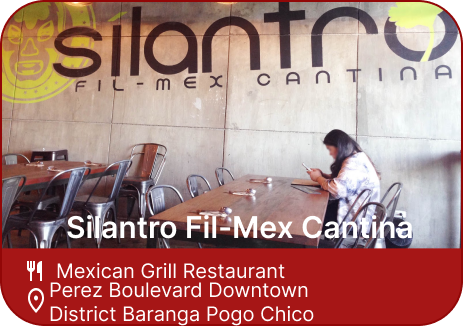 silantro
FIL-MEX CANTINA
Silantro Fil-Mex Cantina
Mexican Grill Restaurant
Perez Boulevard Downtown
District Baranga Pogo Chico